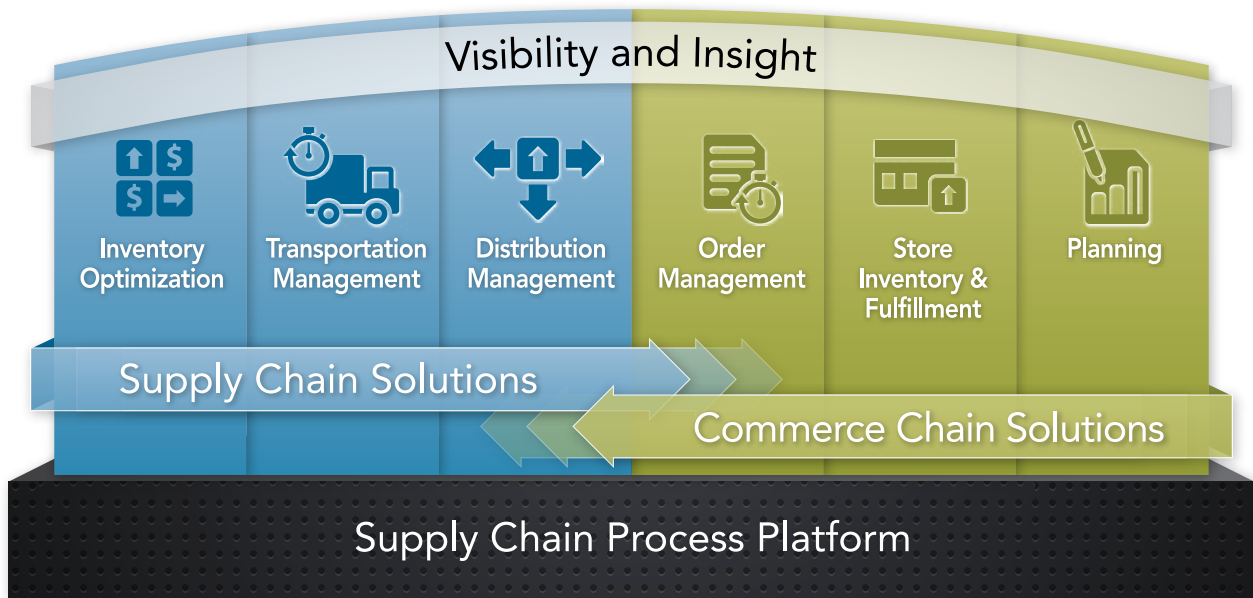 Visibility and Insight
Inventory
Optimization
Transportation
Management
Distribution
Management
Order
Management
Store
Inventory &
Fulfillment
Planning
Supply Chain Solutions
Commerce Chain Solutions
Supply Chain Process Platform